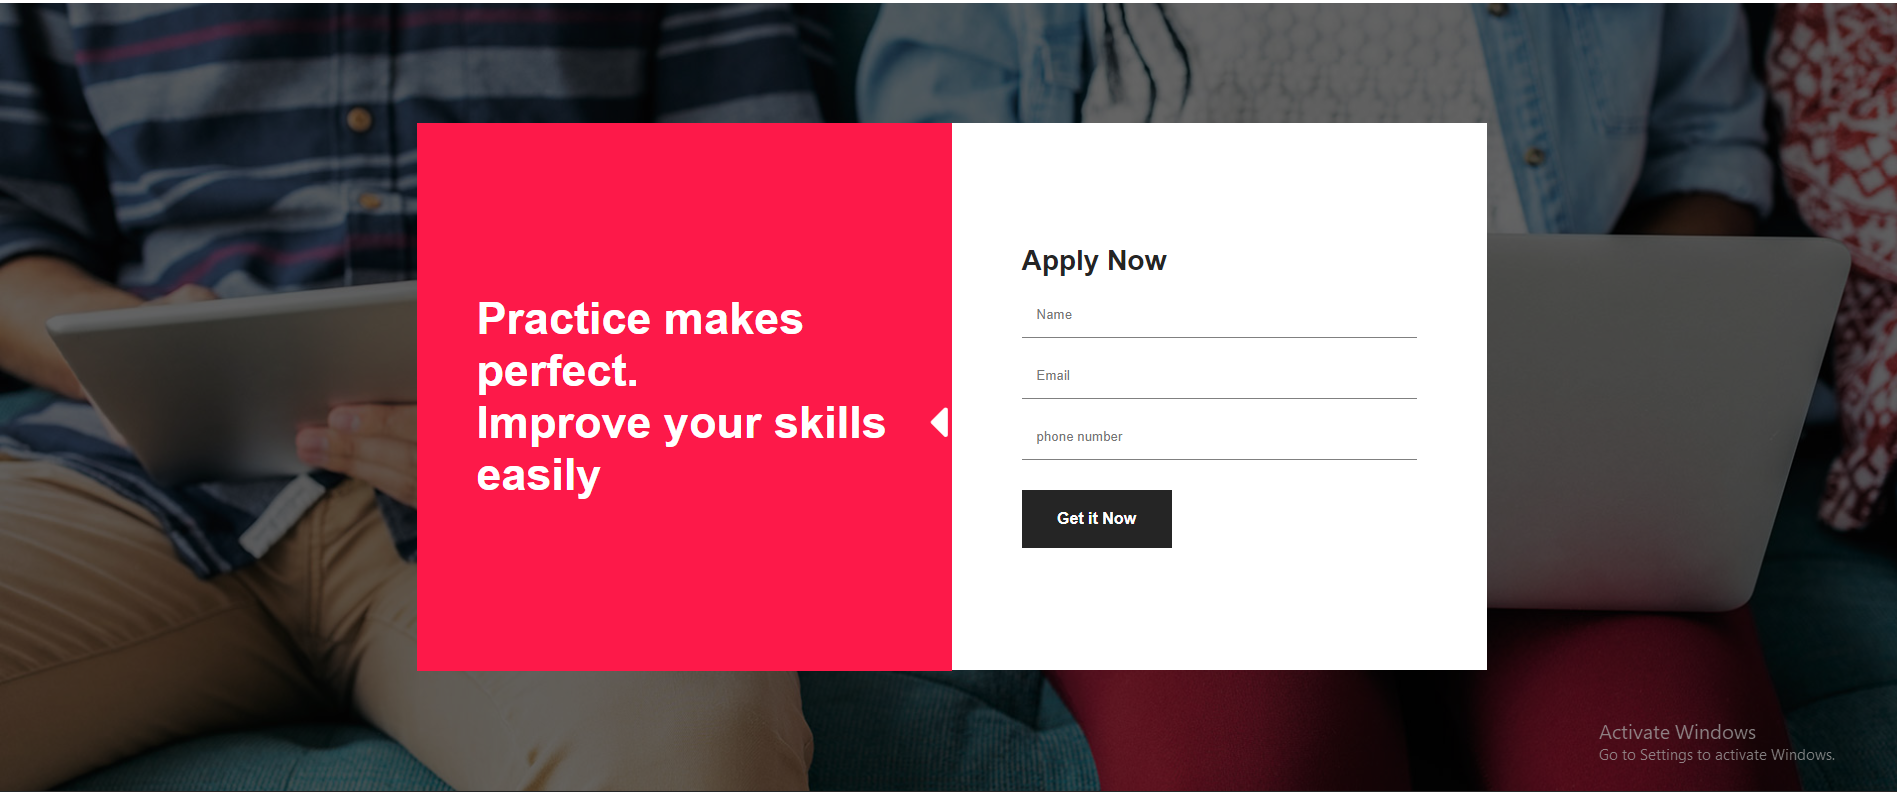 Practice makes
perfect.
Improve your skills
easily
Apply Now
Name
Email
phone number
Get it Now
Activate Windows
Go to Settings to activate Windows.